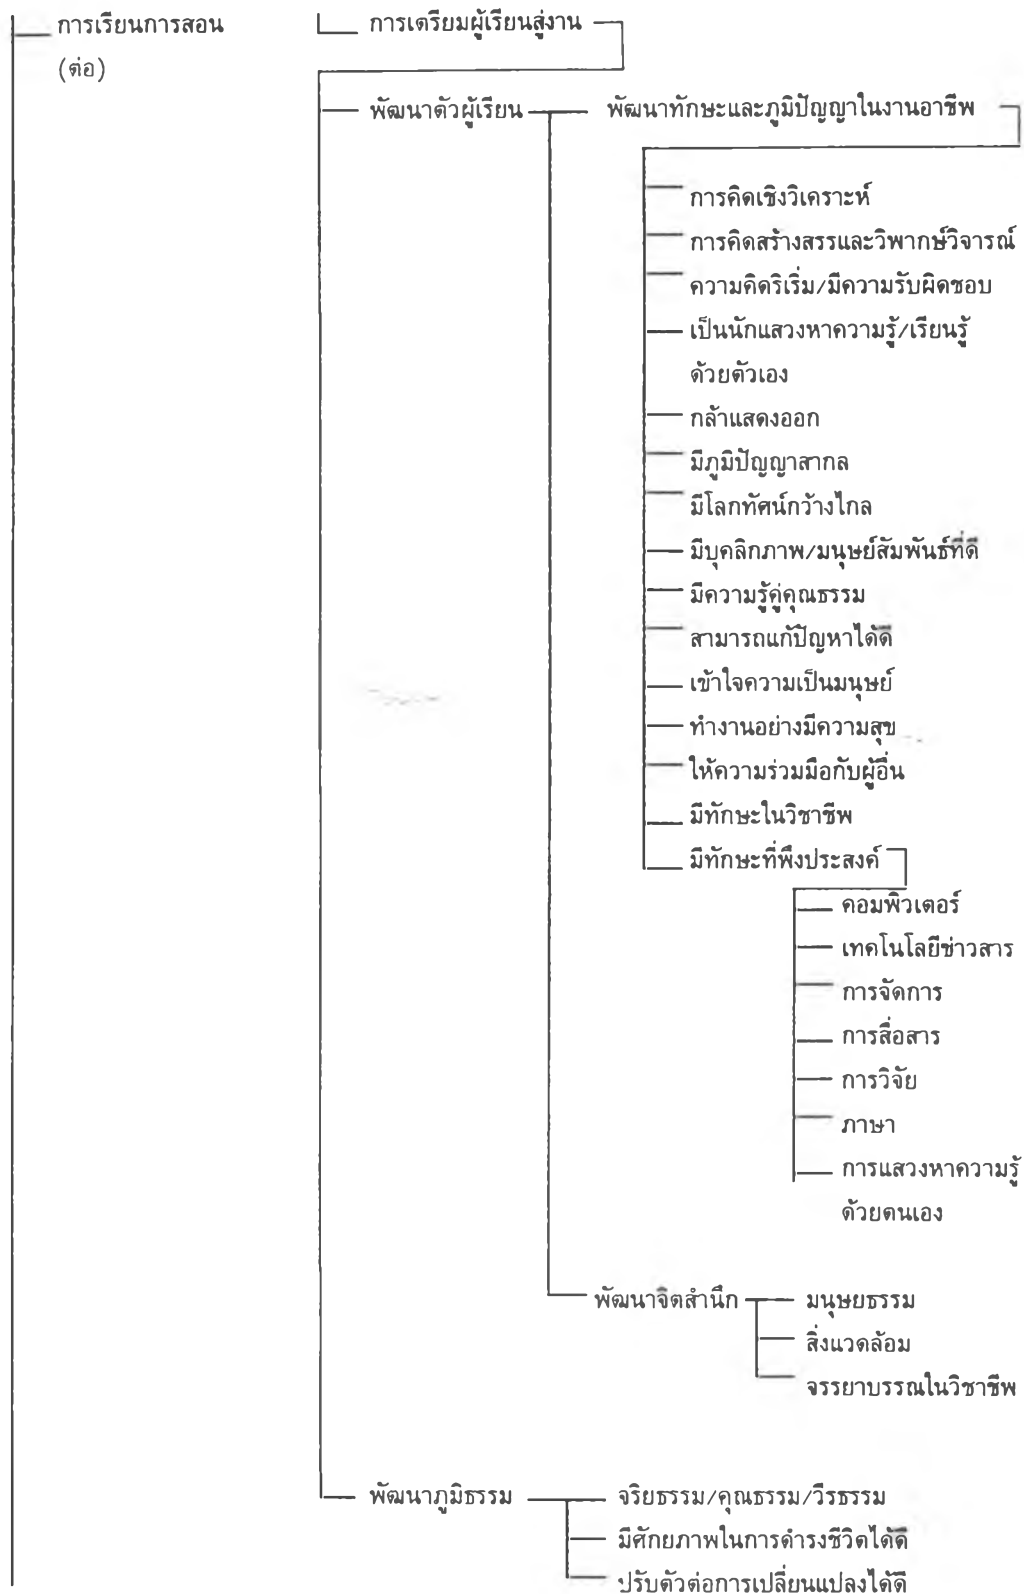 การเรียนการสอน การเตรียมผู้เรียนสู่งาน
(ต่อ)
พัฒนาตัวผู้เรียน พัฒนาทักษะและภูมิปัญญาในงานอาชีพ
การคิดเชิงวิเคราะห์
การคิดสร้างสรรและวิพากษ์วิจารณ์
ความคิดริเริ่ม/มีความรับผิดชอบ
เป็นนักแสวงหาความรู้/เรียนรู้
ด้วยตัวเอง
กล้าแสดงออก
มีภูมิปัญญาสากล
มีโลกทัศน์กว้างไกล
มีบุคลิกภาพ/มนุษย์สัมพันธ์ที่ดี
มีความรู้คู่คุณธรรม
สามารถแก้ปัญหาได้ดี
เข้าใจความเป็นมนุษย์
ทำงานอย่างมีความสุข
ให้ความร่วมมือกับผู้อื่น
มีทักษะในวิชาชีพ
มีทักษะที่พึงประสงค์
คอมพิวเตอร์
เทคโนโลยีข่าวสาร
การจัดการ
การสื่อสาร
การวิจัย
ภาษา
การแสวงหาความรู้
ด้วยตนเอง
พัฒนาจิตสำนึก มนุษยธรรม
สิ่งแวดล้อม
จรรยาบรรณในวิชาชีพ
พัฒนาภูมิธรรม จริยธรรม/คุณธรรม/วีรธรรม
มีศักยภาพในการดำรงชีวิตได้ดี
ปรับตัวต่อการเปลี่ยนแปลงได้ดี